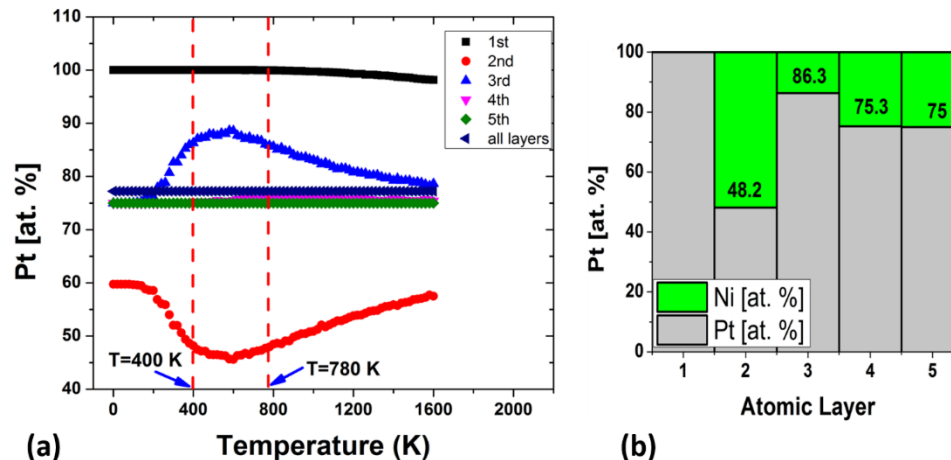 110
100
90
80
70
60
50
40
Pt [at. %]
1st
2nd
3rd
4th
5th
all layers
T=400 K
T=780 K
0
400
800
1200
1600
2000
Temperature (K)
(a)
100
80
60
40
20
0
Pt [at. %]
48.2
86.3
75.3
75
Ni [at. %]
Pt [at. %]
1
2
3
4
5
Atomic Layer
(b)